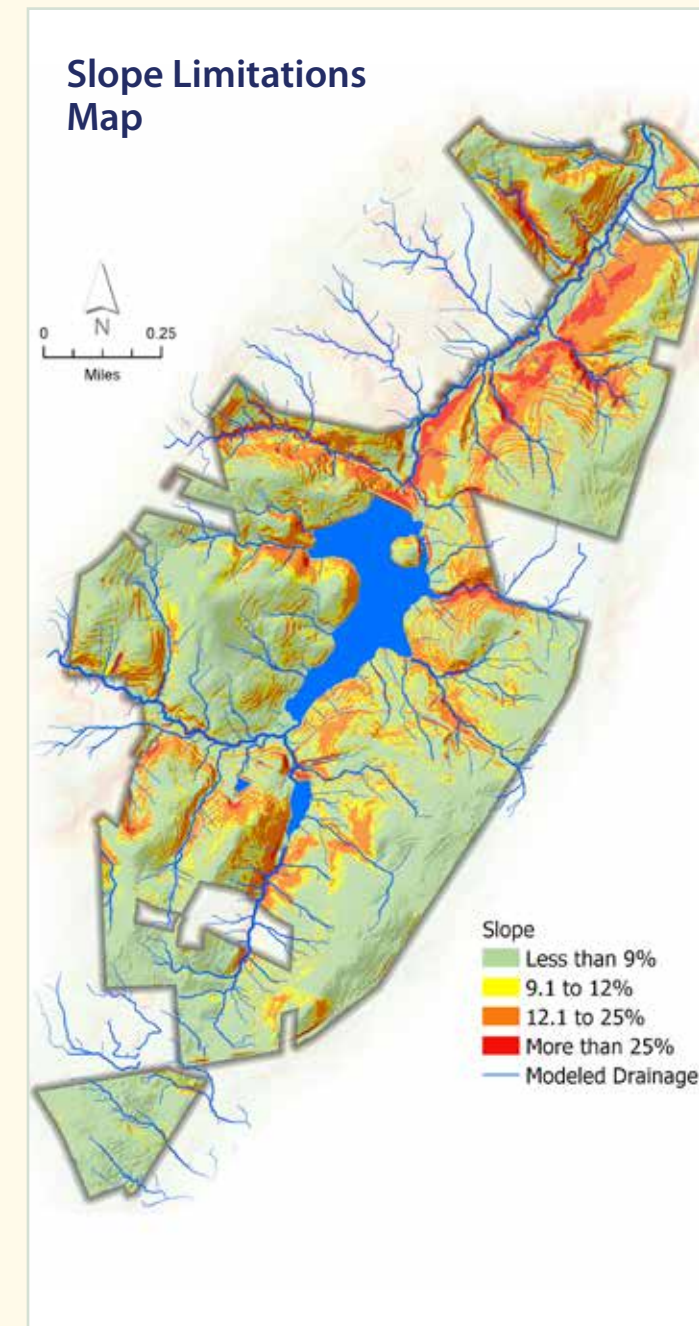 Slope Limitations
Map
N
0 0.25
Miles
Slope
Less than 9%
9.1 to 12%
12.1 to 25%
More than 25%
Modeled Drainage